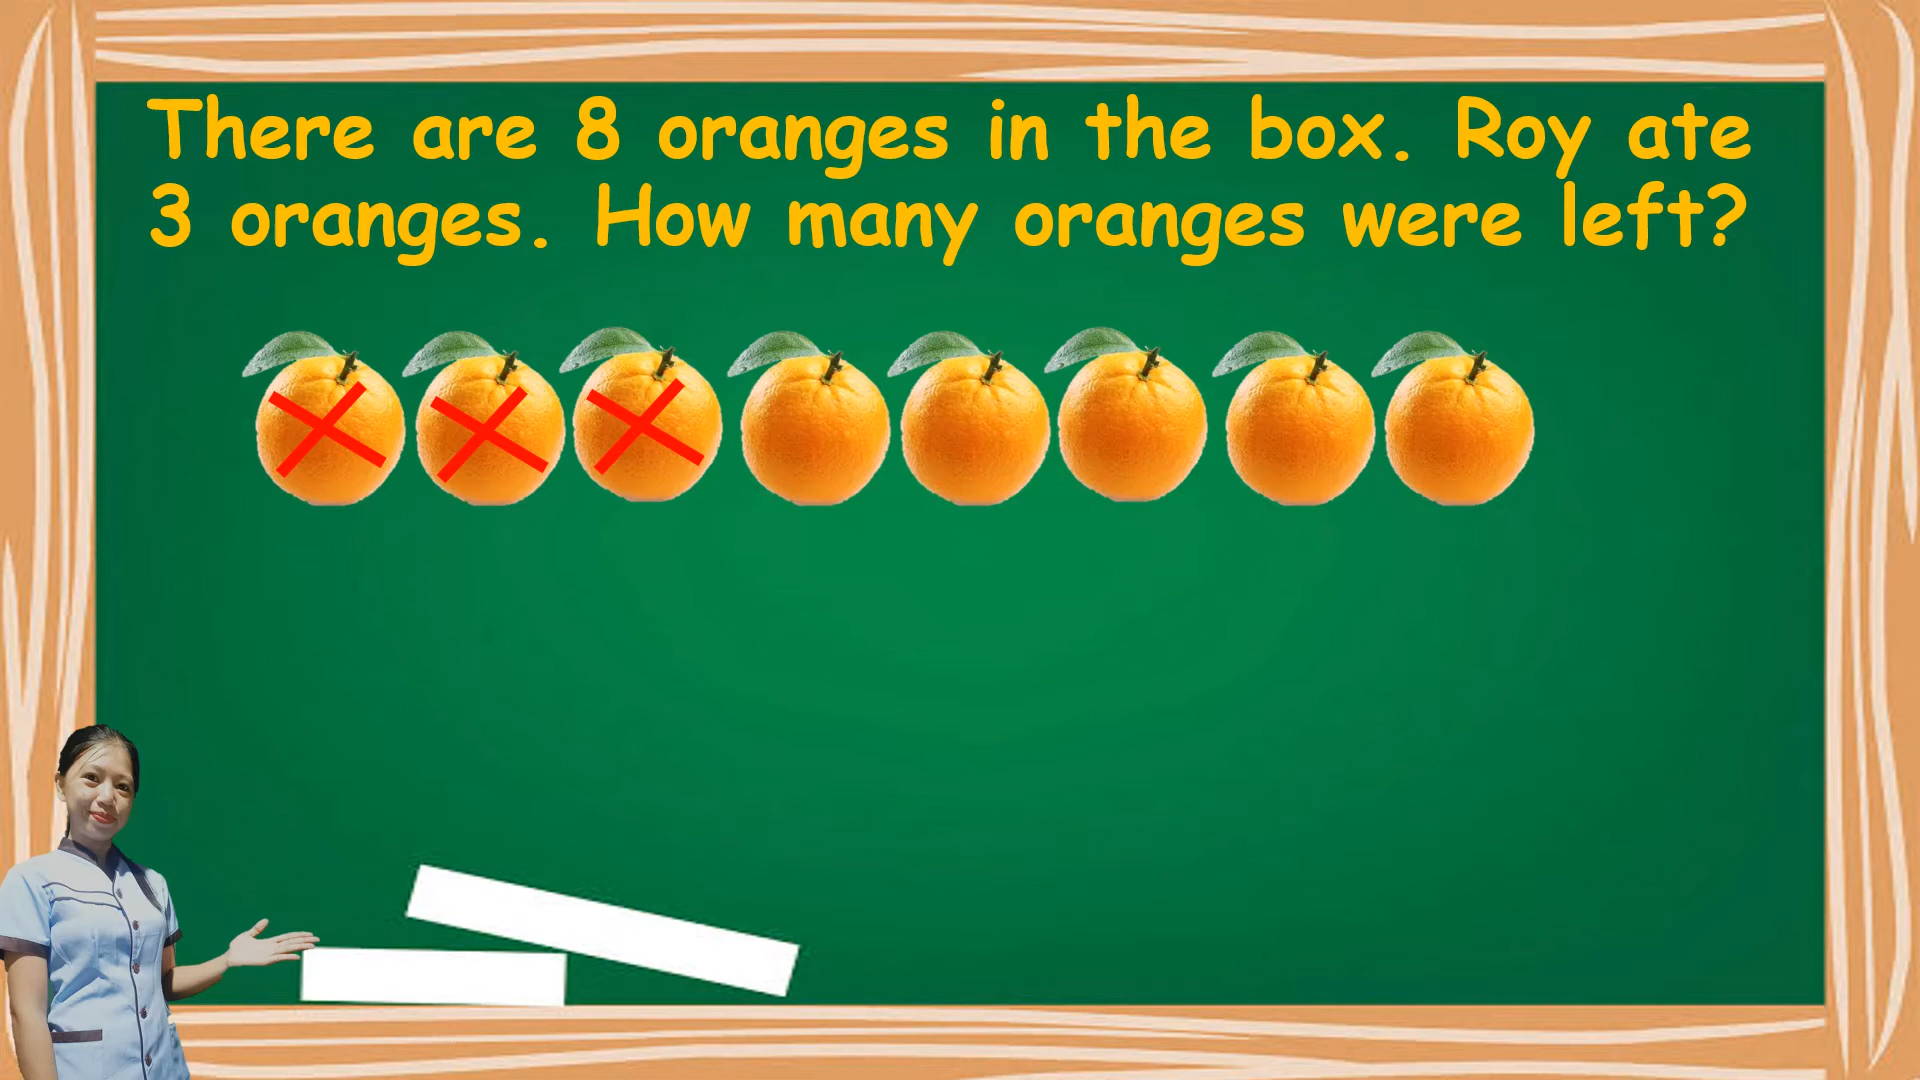 There are 8 oranges in the box. Roy ate
3 oranges. How many oranges were left?